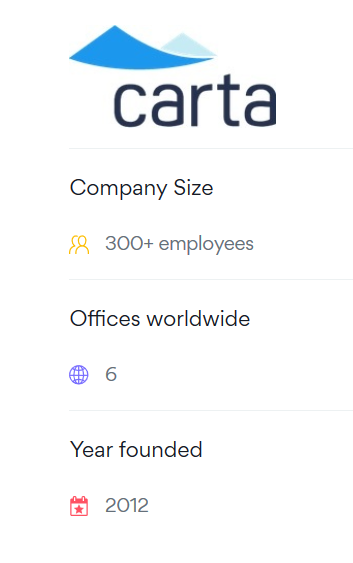 carta
Company Size
300+ employees
Offices worldwide
6
Year founded
2012